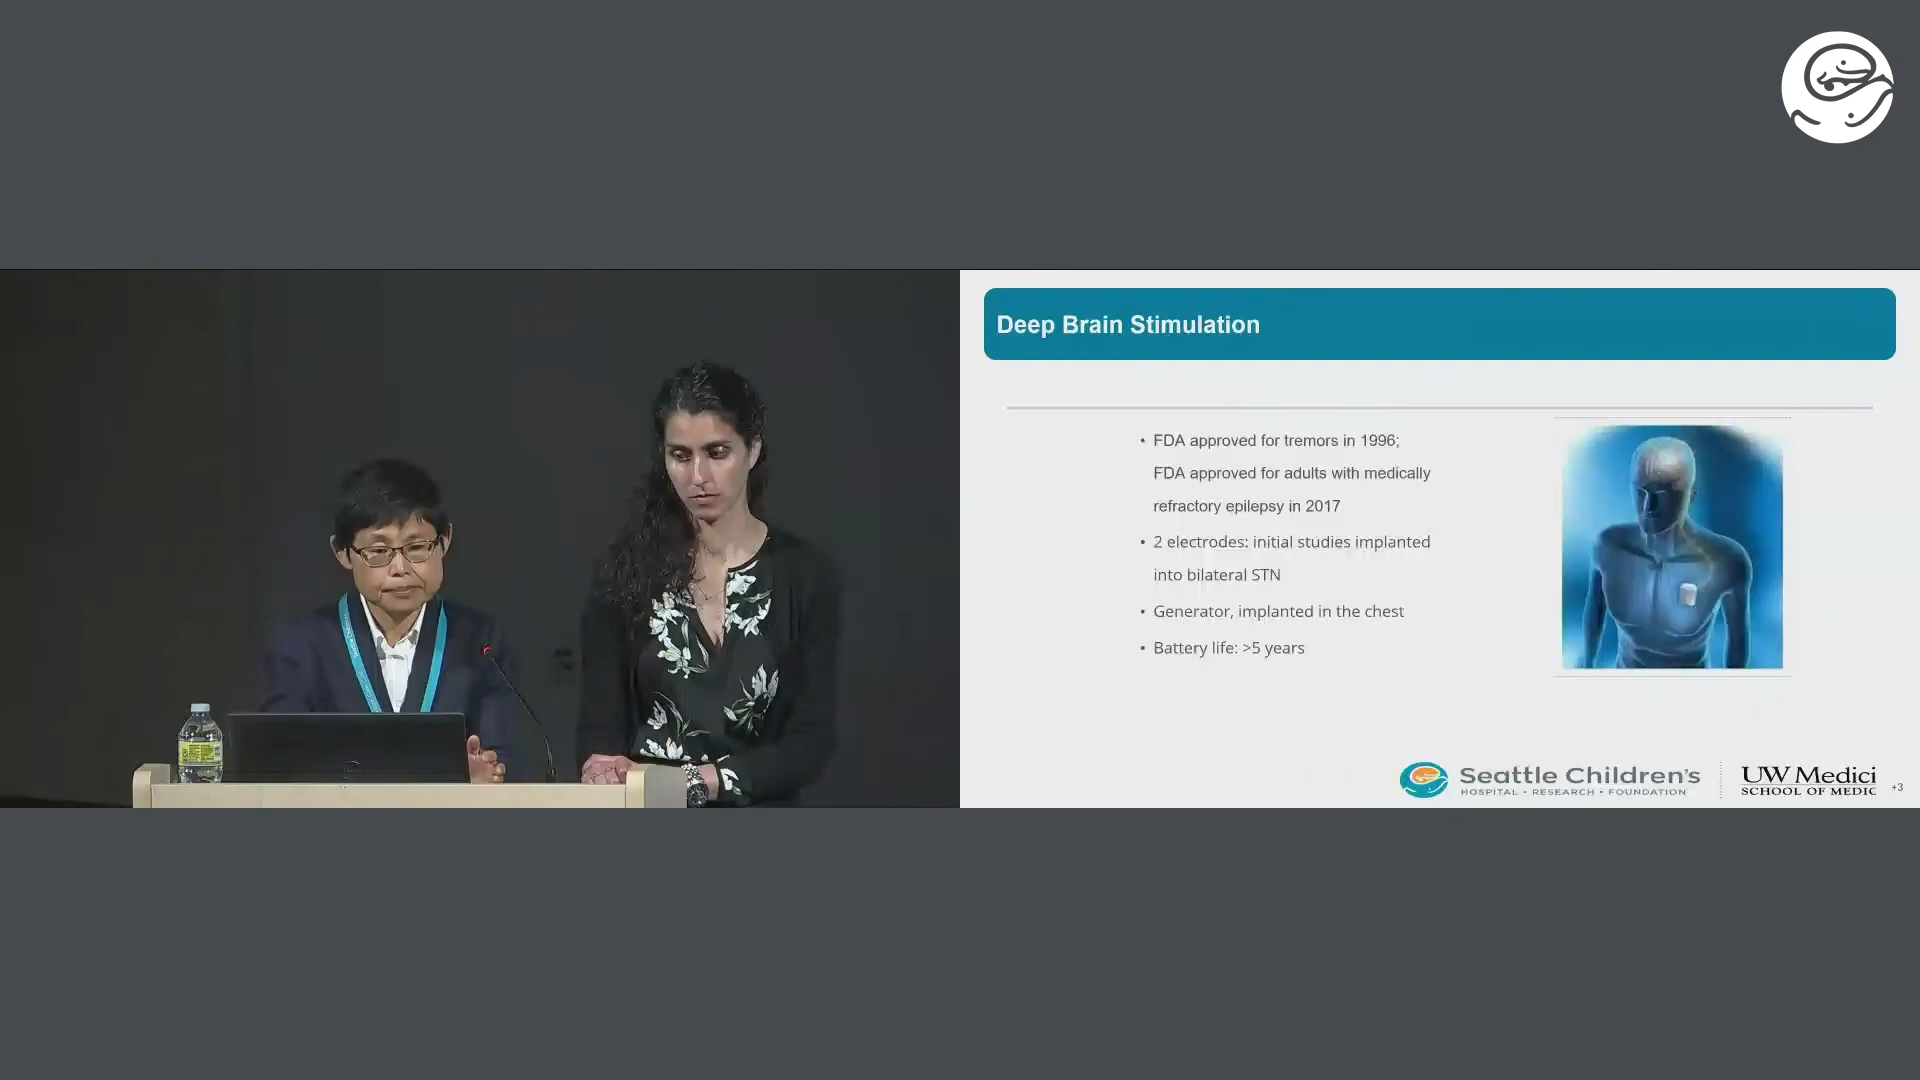 Deep Brain Stimulation
• FDA approved for tremors in 1996;
FDA approved for adults with medically
refractory epilepsy in 2017
• 2 electrodes: initial studies implanted
into bilateral STN
• Generator, implanted in the chest
• Battery life: >5 years
Seattle Children's
HOSPITAL • RESEARCH • FOUNDATION
UW Medici
SCHOOL OF MEDIC
+3